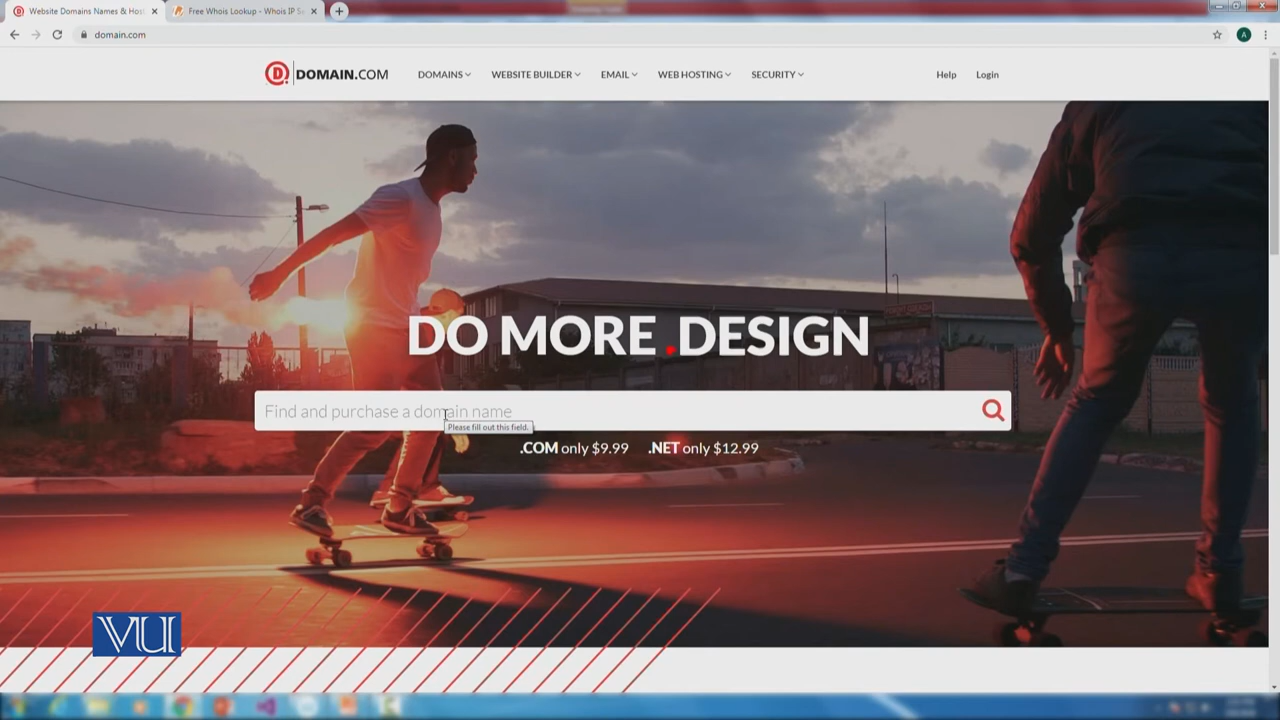 Website Domains Names & Hos
Free Whois Lookup - Whois IP S
domain.com
A
D
DOMAIN.COM
DOMAINS
WEBSITE BUILDER
EMAIL
WEB HOSTING
SECURITY
Help
Login
DO MORE .DESIGN
Find and purchase a domain name
Please fill out this field.
.COM only $9.99
.NET only $12.99
VU